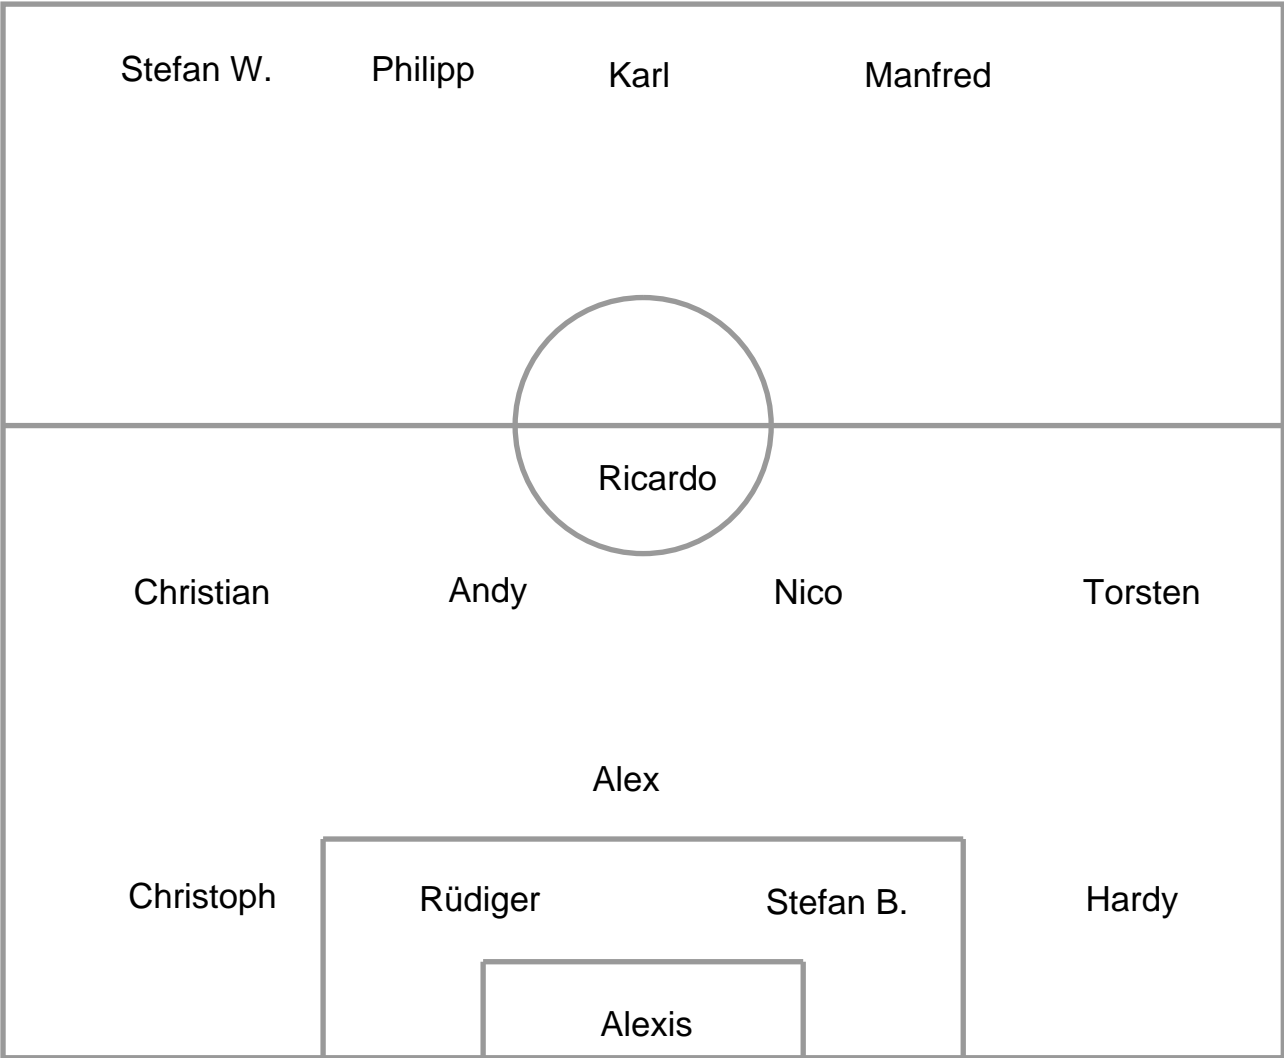 Stefan W. Philipp Karl Manfred
Ricardo
Christian Andy Nico Torsten
Alex
Christoph Rüdiger Stefan B. Hardy
Alexis